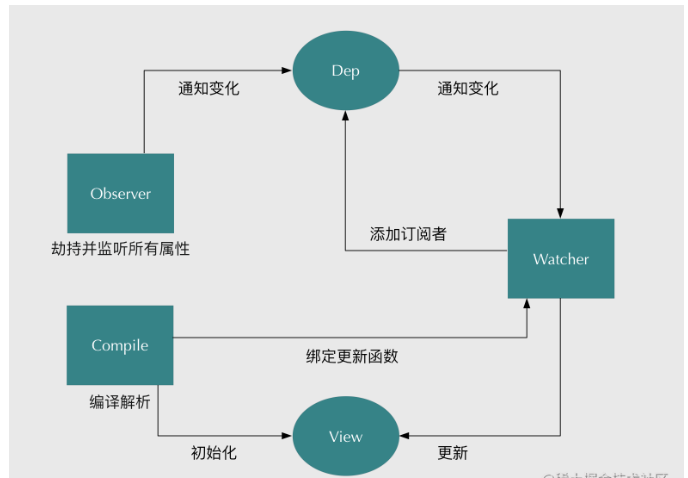 Dep
通知变化
通知变化
Observer
劫持并监听所有属性
添加订阅者
Watcher
Compile
绑定更新函数
编译解析
初始化
View
更新